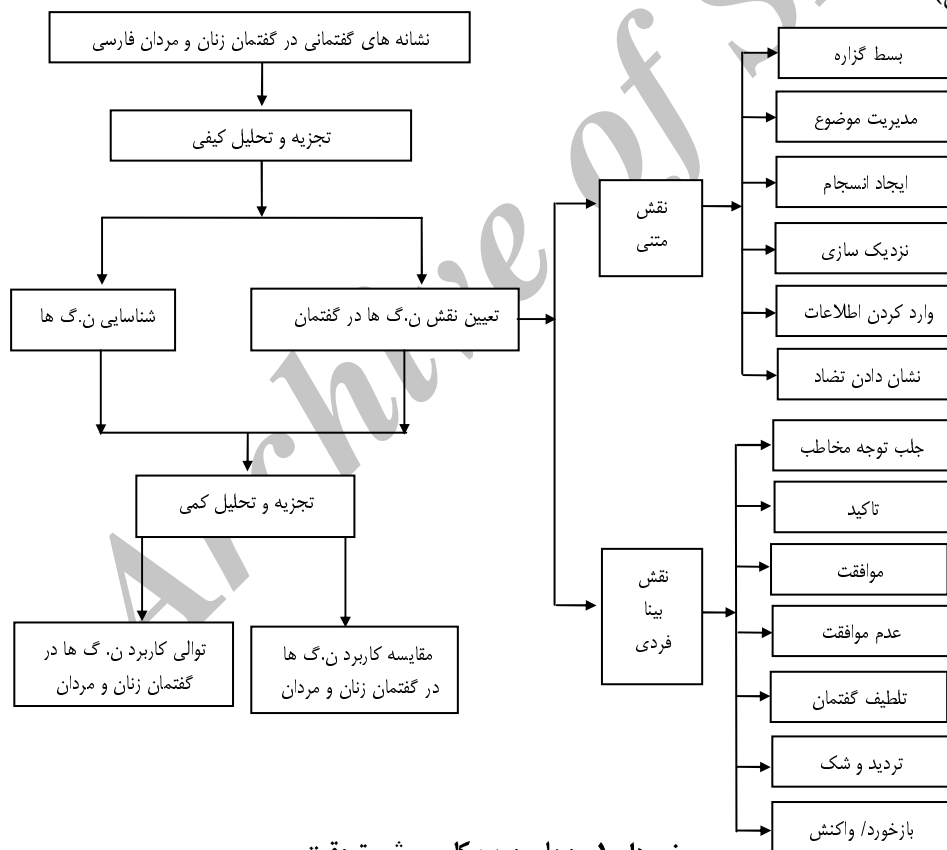 نشانه های گفتمانی در گفتمان زنان و مردان فارسی
تجزیه و تحلیل کیفی
شناسایی ن.گ ها
تعیین نقش ن.گ ها در گفتمان
تجزیه و تحلیل کمی
توالی کاربرد ن. گ ها در
گفتمان زنان و مردان
مقایسه کاربرد ن.گ ها
در گفتمان زنان و مردان
نقش
متنی
بسط گزاره
مدیریت موضوع
ایجاد انسجام
نزدیک سازی
وارد کردن اطلاعات
نشان دادن تضاد
نقش
بینا
فردی
جلب توجه مخاطب
تاکید
موافقت
عدم موافقت
تلطیف گفتمان
تردید و شک
بازخورد/ واکنش
Archive of